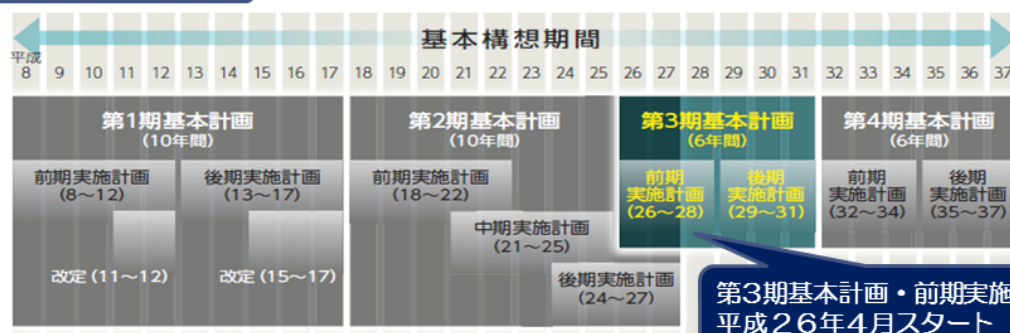 基本構想期間
平成
8 9 10 11 12 13 14 15 16 17 18 19 20 21 22 23 24 25 26 27 28 29 30 31 32 33 34 35 36 37
第1期基本計画
(10年間)
第2期基本計画
(10年間)
第3期基本計画
(6年間)
第4期基本計画
(6年間)
前期実施計画
(8〜12)
後期実施計画
(13〜17)
前期実施計画
(18〜22)
前期
実施計画
(26〜28)
後期
実施計画
(29〜31)
前期
実施計画
(32〜34)
後期
実施計画
(35〜37)
中期実施計画
(21〜25)
改定(11〜12)
改定(15〜17)
後期実施計画
(24〜27)
第3期基本計画・前期実施
平成26年4月スタート